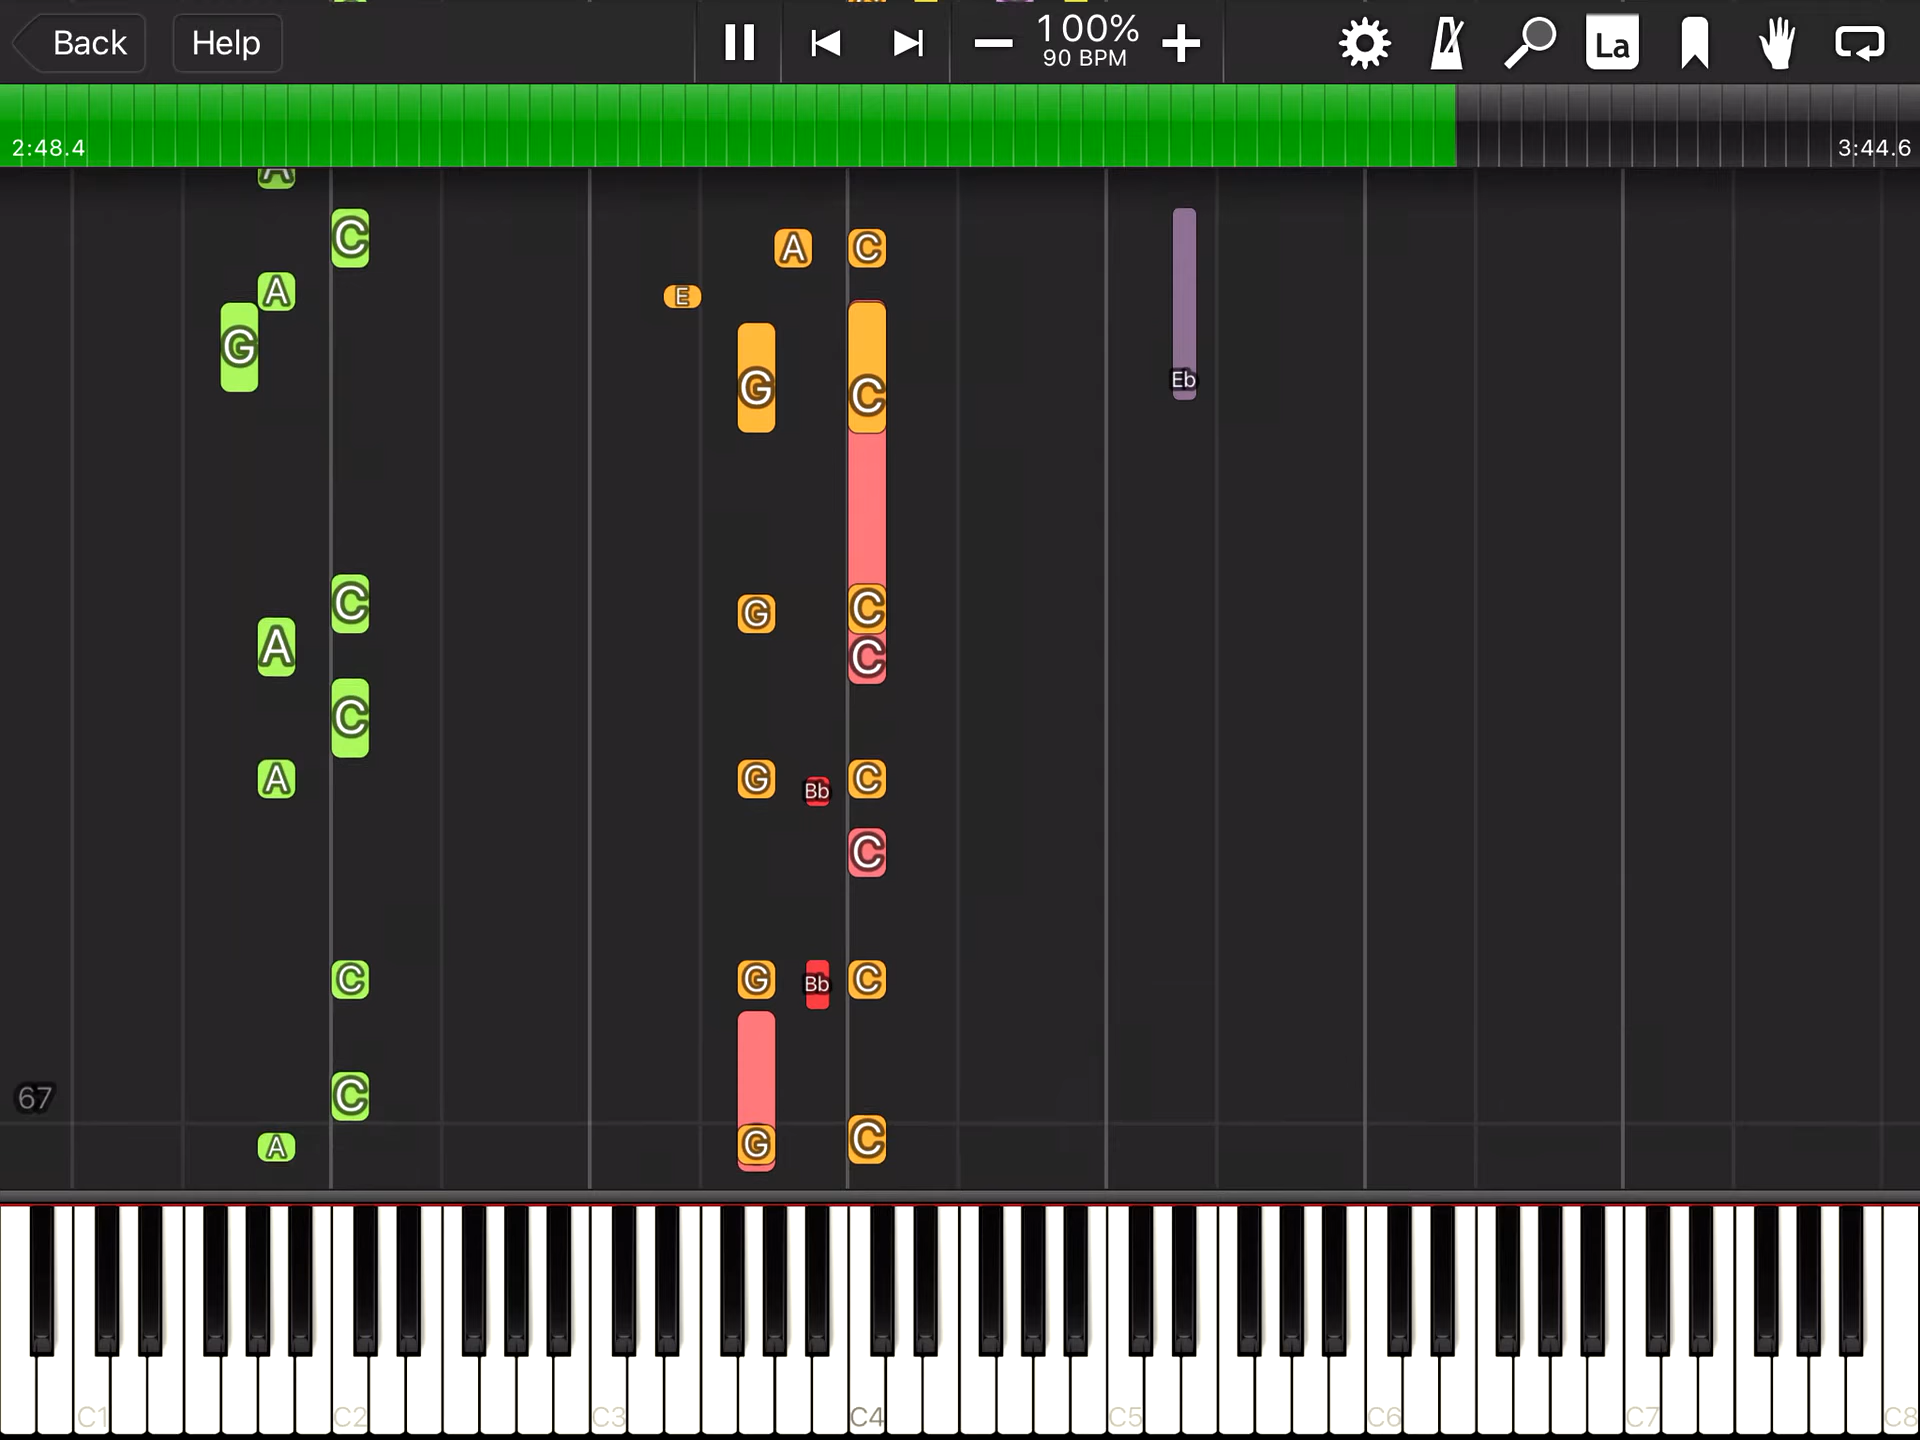 Back Help 100% La
90 BPM
2:48.4 3:44.6
A
C
A C
A E
G
G C Eb
C
G C
A C
C
A G Bb C
C
C G Bb C
67 C
A G C
C1 C2 C3 C4 C5 C6 C7 C8